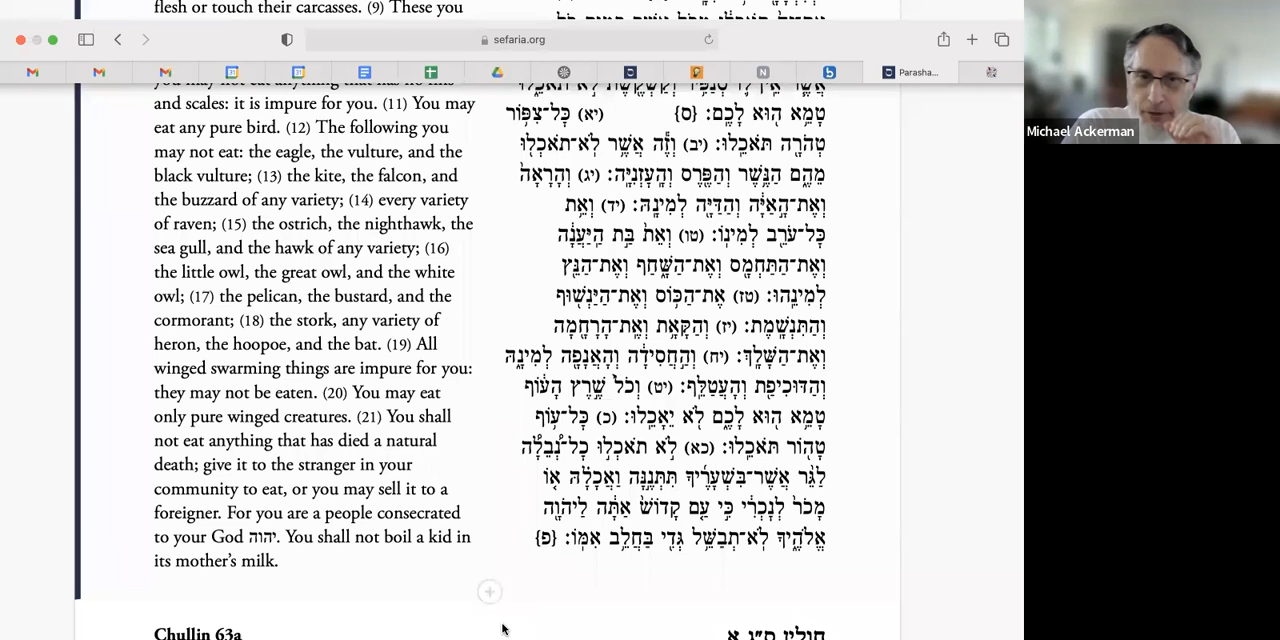 flesh or touch their carcasses. (9) These you
sefaria.org
Parasha...
and scales: it is impure for you. (11) You may
eat any pure bird. (12) The following you
may not eat: the eagle, the vulture, and the
black vulture; (13) the kite, the falcon, and
the buzzard of any variety; (14) every variety
of raven; (15) the ostrich, the nighthawk, the
sea gull, and the hawk of any variety; (16)
the little owl, the great owl, and the white
owl; (17) the pelican, the bustard, and the
cormorant; (18) the stork, any variety of
heron, the hoopoe, and the bat. (19) All
winged swarming things are impure for you:
they may not be eaten. (20) You may eat
only pure winged creatures. (21) You shall
not eat anything that has died a natural
death; give it to the stranger in your
community to eat, or you may sell it to a
foreigner. For you are a people consecrated
to your God יהוה. You shall not boil a kid in
its mother's milk.
טָמֵ֥א ה֖וּא לָכֶֽם׃ {ס} (יא) כׇּל־צִפּ֥וֹר
טְהֹרָ֖ה תֹּאכֵֽלוּ׃ (יב) וְזֶ֕ה אֲשֶׁ֥ר לֹֽא־תֹאכְל֖וּ
מֵהֶ֑ם הַנֶּ֥שֶׁר וְהַפֶּ֖רֶס וְהָֽעׇזְנִיָּֽה׃ (יג) וְהָרָאָה֙
וְאֶת־הָ֣אַיָּ֔ה וְהַדַּיָּ֖ה לְמִינָֽהּ׃ (יד) וְאֵ֥ת
כׇּל־עֹרֵ֖ב לְמִינֽוֹ׃ (טו) וְאֵת֙ בַּ֣ת הַֽיַּעֲנָ֔ה
וְאֶת־הַתַּחְמָ֖ס וְאֶת־הַשָּׁ֑חַף וְאֶת־הַנֵּ֖ץ
לְמִינֵֽהוּ׃ (טז) אֶת־הַכּ֥וֹס וְאֶת־הַיַּנְשׁ֖וּף
וְהַתִּנְשָֽׁמֶת׃ (יז) וְהַקָּאָ֥ת וְאֶֽת־הָרָחָ֖מָה
וְאֶת־הַשָּׁלָֽךְ׃ (יח) וְהַ֣חֲסִידָ֔ה וְהָאֲנָפָ֖ה לְמִינָ֑הּ
וְהַדּוּכִיפַ֖ת וְהָעֲטַלֵּֽף׃ (יט) וְכֹל֙ שֶׁ֣רֶץ הָע֔וֹף
טָמֵ֥א ה֖וּא לָכֶ֑ם לֹ֖א יֵאָכֵֽלוּ׃ (כ) כׇּל־ע֥וֹף
טָה֖וֹר תֹּאכֵֽלוּ׃ (כא) לֹ֣א תֹאכְל֣וּ כׇל־נְ֠בֵלָ֠ה
לַגֵּ֨ר אֲשֶׁר־בִּשְׁעָרֶ֜יךָ תִּתְּנֶ֣נָּה וַאֲכָלָ֗הּ א֤וֹ
מָכֹר֙ לְנׇכְרִ֔י כִּ֣י עַ֤ם קָדוֹשׁ֙ אַתָּ֔ה לַיהֹוָ֖ה
אֱלֹהֶ֑יךָ לֹֽא־תְבַשֵּׁ֥ל גְּדִ֖י בַּחֲלֵ֥ב אִמּֽוֹ׃ {פ}
Chullin 63a
חולין ס״ג א
Michael Ackerman